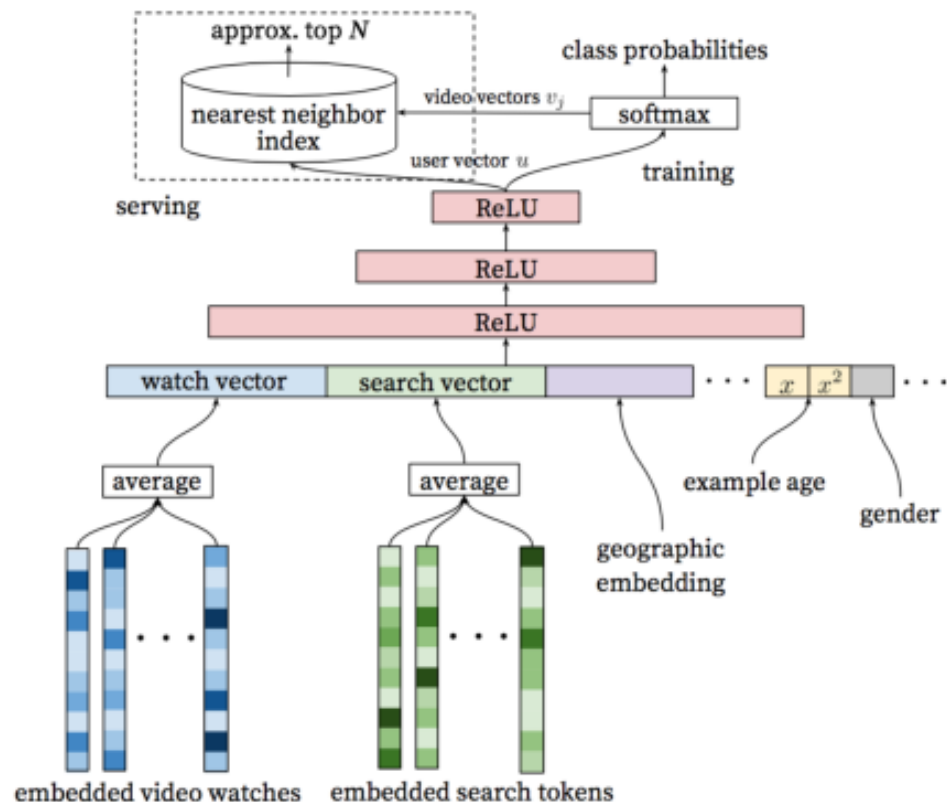 approx. top N
class probabilities
nearest neighbor
index
video vectors v_j
softmax
user vector u
training
serving
ReLU
ReLU
ReLU
watch vector
search vector
x
x²
average
average
example age
gender
geographic
embedding
embedded video watches
embedded search tokens